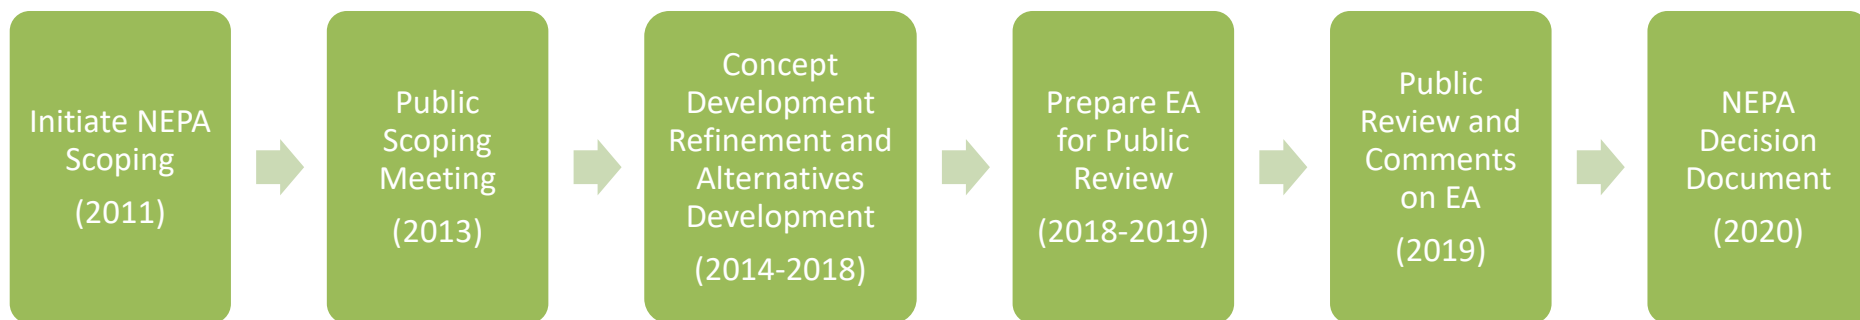 Initiate NEPA
Scoping
(2011)
Public
Scoping
Meeting
(2013)
Concept
Development
Refinement and
Alternatives
Development
(2014-2018)
Prepare EA
for Public
Review
(2018-2019)
Public
Review and
Comments
on EA
(2019)
NEPA
Decision
Document
(2020)